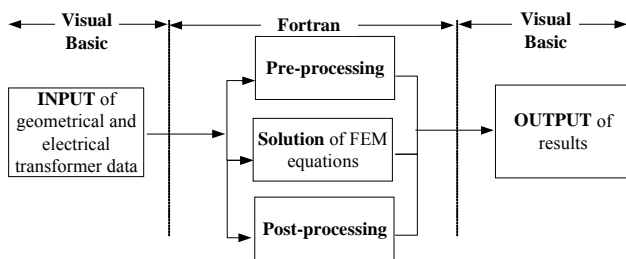 Visual
Basic
Fortran
Visual
Basic
INPUT of
geometrical and
electrical
transformer data
Pre-processing
Solution of FEM
equations
Post-processing
OUTPUT of
results